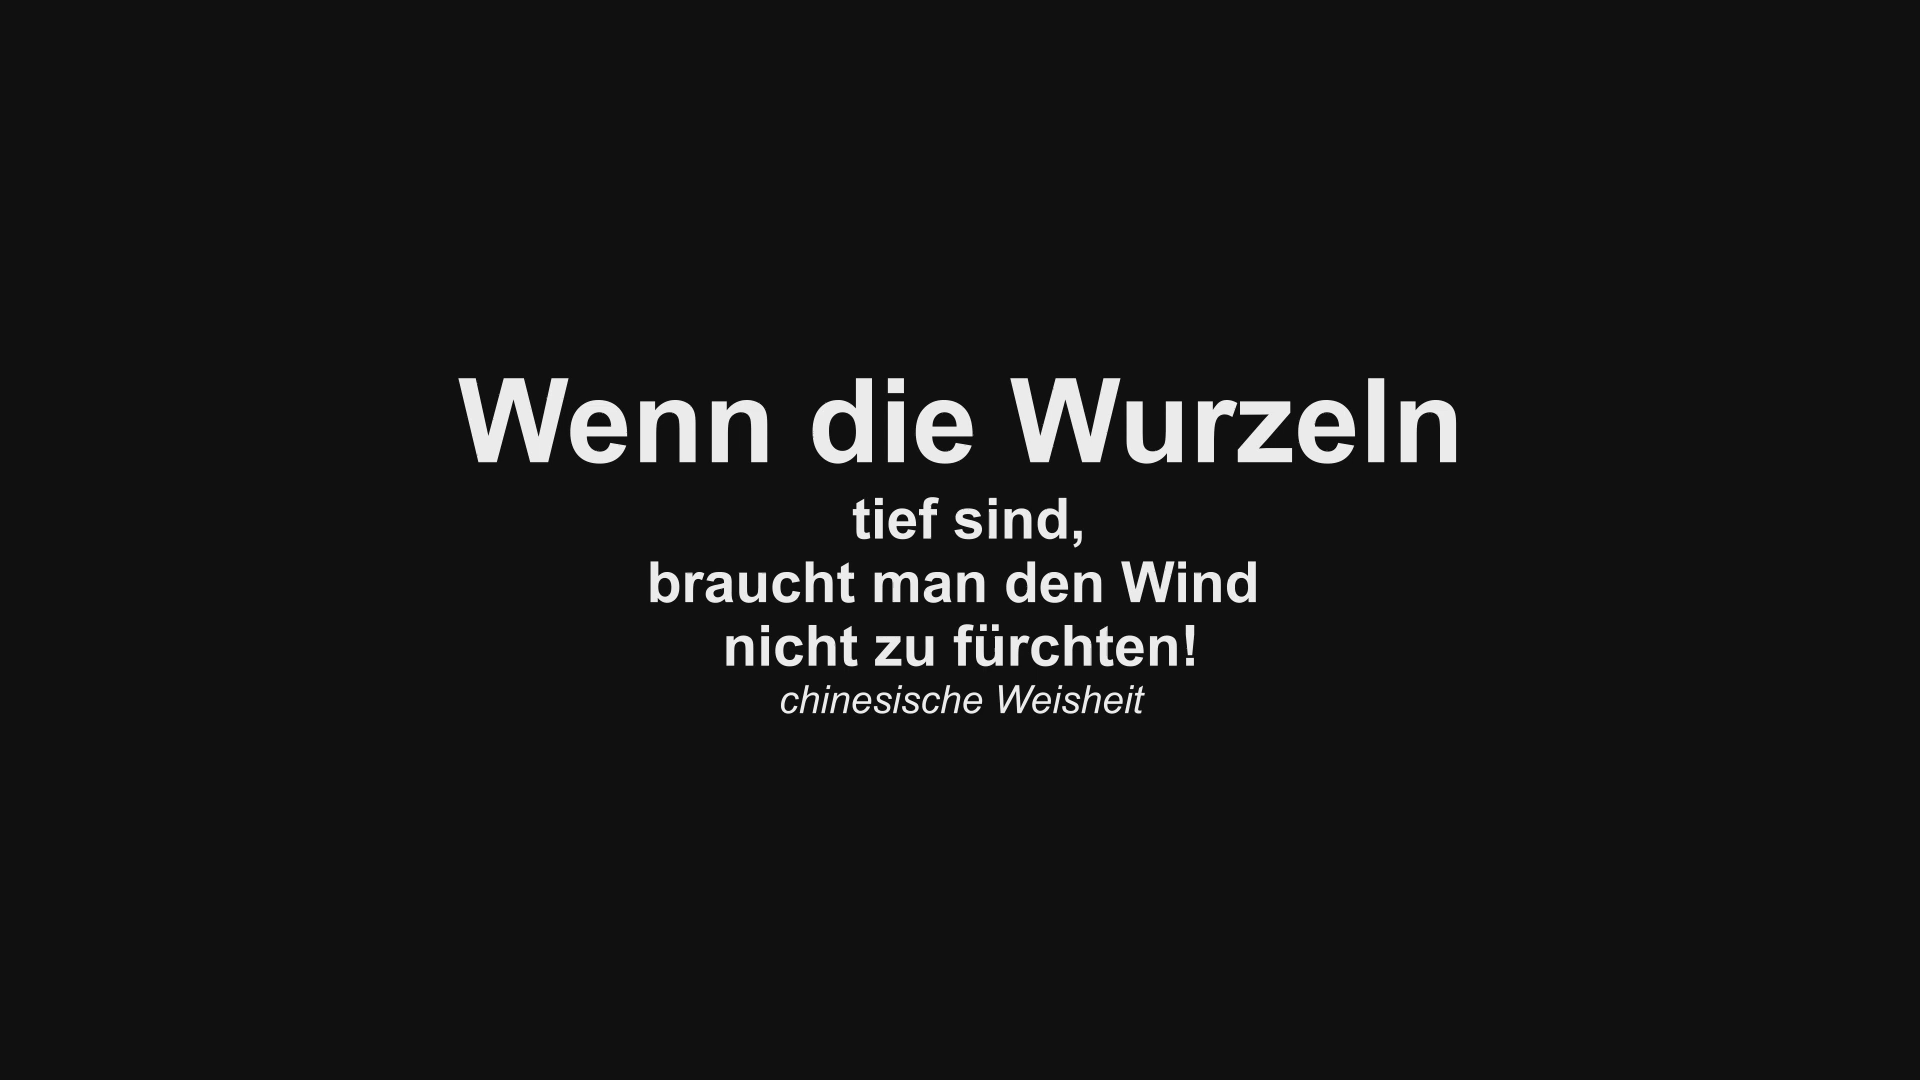 Wenn die Wurzeln
tief sind,
braucht man den Wind
nicht zu fürchten!
chinesische Weisheit